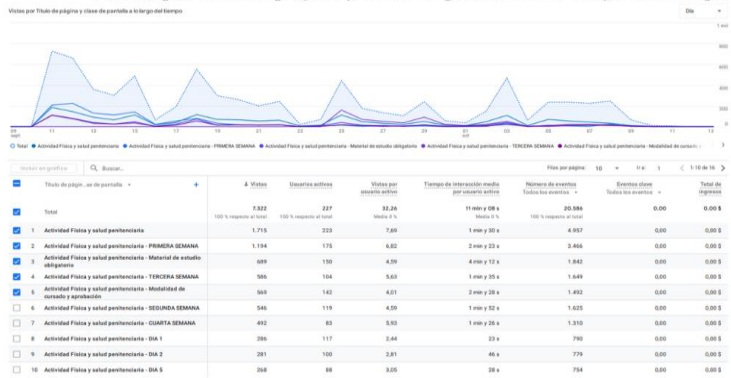 Vistas por Título de página y clase de pantalla a lo largo del tiempo
Día
1 mil
800
600
400
200
0
09 sept
11
13
15
17
19
21
23
25
27
29
01 oct
03
05
07
09
11
13
Total Actividad Física y salud penitenciaria Actividad Física y salud penitenciaria - PRIMERA SEMANA Actividad Física y salud penitenciaria - Material de estudio obligatorio Actividad Física y salud penitenciaria - TERCERA SEMANA Actividad Física y salud penitenciaria - Modalidad de cursado y
Buscar...
Filas por página: 10 Ir a: 1 1-10 de 16
Título de págin...se de pantalla + ↓ Vistas Usuarios activos Vistas por usuario activo Tiempo de interacción medio por usuario activo Número de eventos Todos los eventos Eventos clave Todos los eventos Total de ingresos
Total 7.522 227 32,26 11 min y 08 s 20.586 0,00 0,00 $
100 % respecto al total 100 % respecto al total Media 0 % Media 0 % 100 % respecto al total
1 Actividad Física y salud penitenciaria 1.715 223 7,69 1 min y 30 s 4.957 0,00 0,00 $
2 Actividad Física y salud penitenciaria - PRIMERA SEMANA 1.194 175 6,82 2 min y 23 s 3.466 0,00 0,00 $
3 Actividad Física y salud penitenciaria - Material de estudio obligatorio 689 150 4,59 4 min y 12 s 1.842 0,00 0,00 $
4 Actividad Física y salud penitenciaria - TERCERA SEMANA 586 104 5,63 1 min y 35 s 1.649 0,00 0,00 $
5 Actividad Física y salud penitenciaria - Modalidad de cursado y aprobación 569 142 4,01 2 min y 28 s 1.492 0,00 0,00 $
6 Actividad Física y salud penitenciaria - SEGUNDA SEMANA 546 119 4,59 1 min y 52 s 1.625 0,00 0,00 $
7 Actividad Física y salud penitenciaria - CUARTA SEMANA 492 83 5,93 1 min y 26 s 1.310 0,00 0,00 $
8 Actividad Física y salud penitenciaria - DIA 1 286 117 2,44 23 s 790 0,00 0,00 $
9 Actividad Física y salud penitenciaria - DIA 2 281 100 2,81 46 s 779 0,00 0,00 $
10 Actividad Física y salud penitenciaria - DIA 5 268 88 3,05 28 s 754 0,00 0,00 $